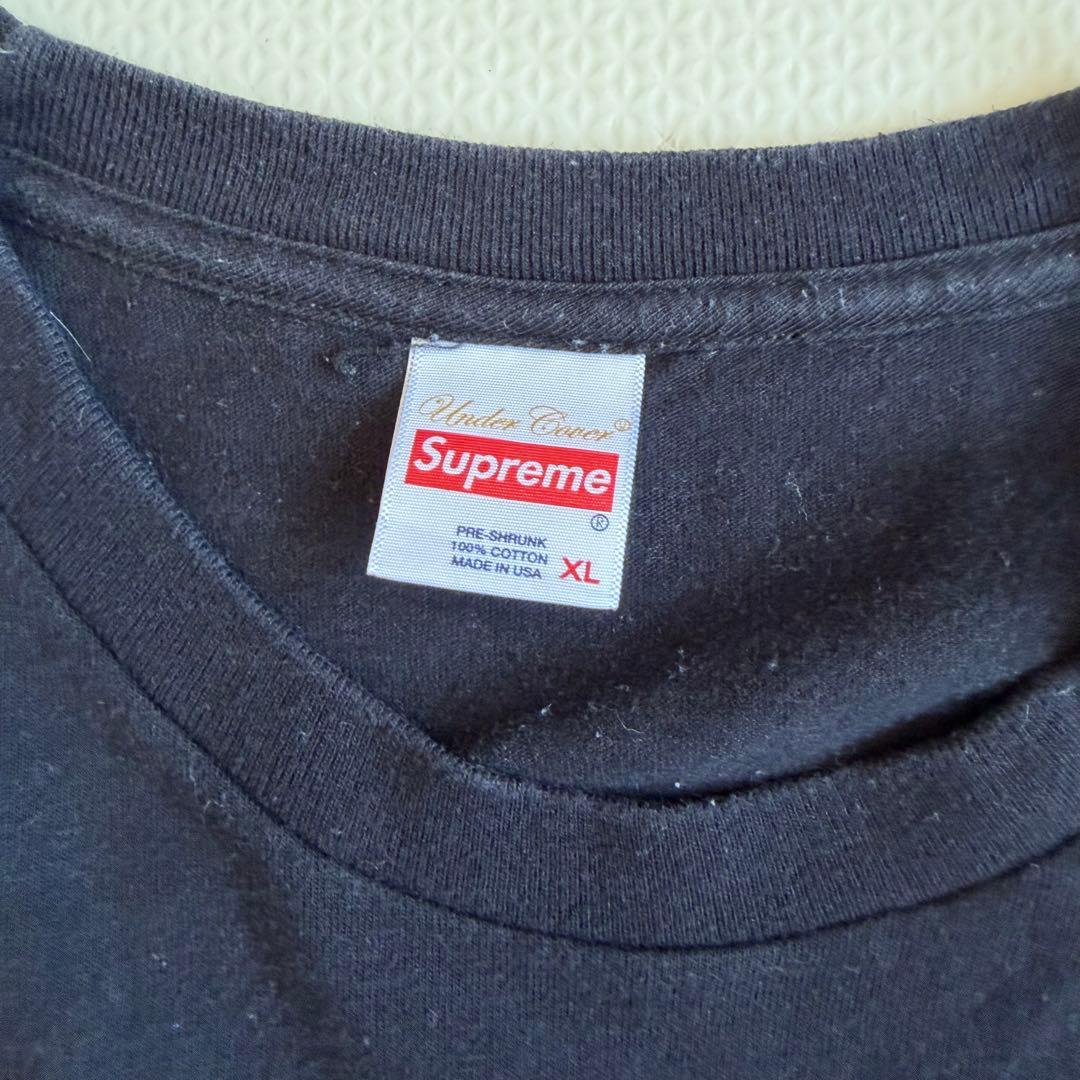 Under Cover®
Supreme
®
PRE-SHRUNK
100% COTTON
MADE IN USA XL